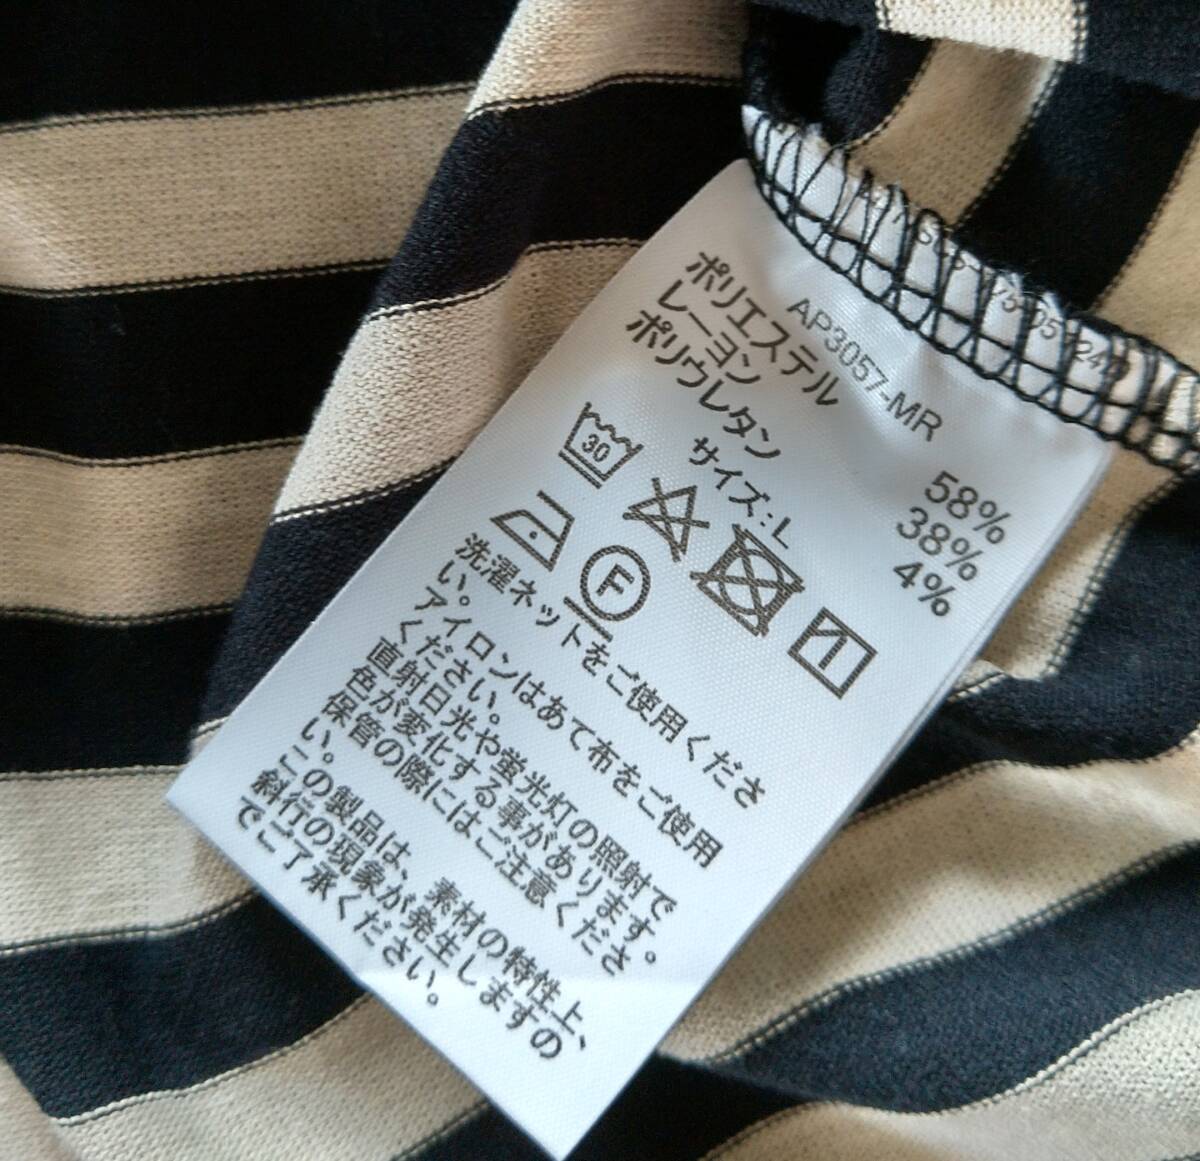 AP3057-MR
ポリエステル 58%
レーヨン 38%
ポリウレタン 4%
サイズ:L
30
F
洗濯ネットをご使用くださ
い。
アイロンはあて布をご使用
ください。
直射日光や蛍光灯の照射で
色が変化する事があります。
保管の際にはご注意くださ
い。
この製品は、素材の特性上、
斜行の現象が発生しますの
でご了承ください。